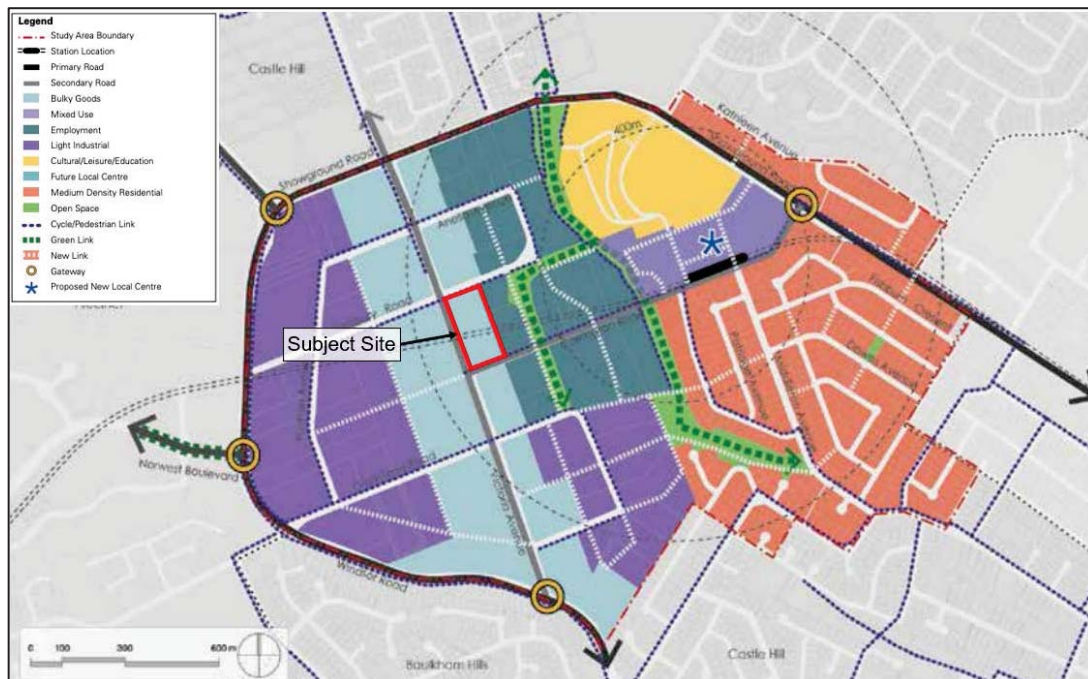 Legend
Study Area Boundary
Station Location
Primary Road
Secondary Road
Bulky Goods
Mixed Use
Employment
Light Industrial
Cultural/Leisure/Education
Future Local Centre
Medium Density Residential
Open Space
Cycle/Pedestrian Link
Green Link
New Link
Gateway
Proposed New Local Centre
Castle Hill
Kathleen Avenue
400m
Showground Road
Road
Subject Site
Norwest Boulevard
Victoria Avenue
Windsor Road
0 100 300 600 m
Baulkham Hills
Castle Hill